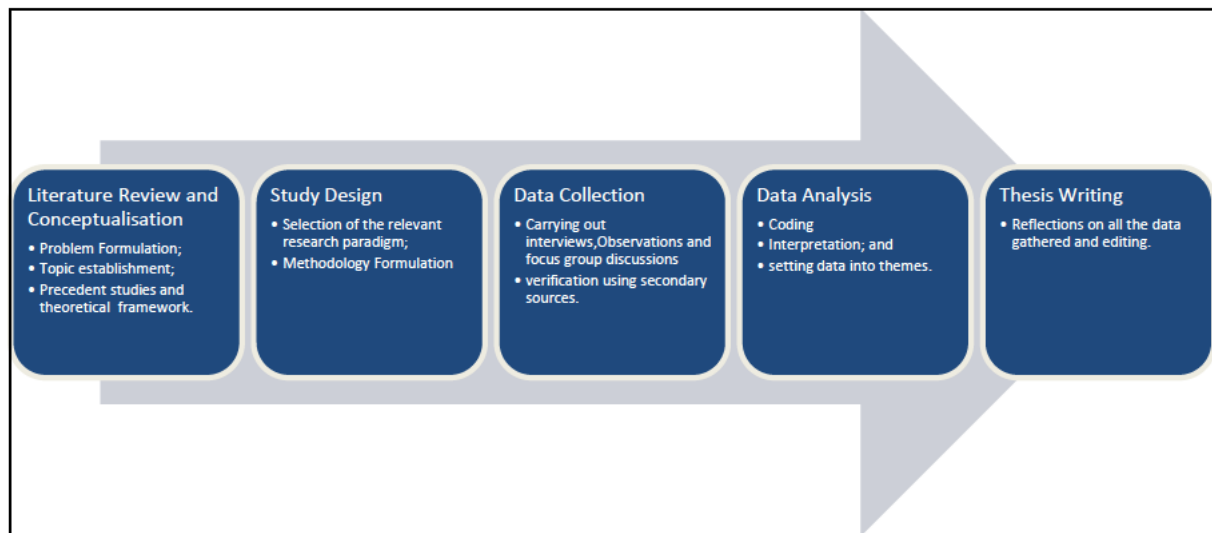 Literature Review and
Conceptualisation
• Problem Formulation;
• Topic establishment;
• Precedent studies and
theoretical framework.
Study Design
• Selection of the relevant
research paradigm;
• Methodology Formulation
Data Collection
• Carrying out
interviews,Observations and
focus group discussions
• verification using secondary
sources.
Data Analysis
• Coding
• Interpretation; and
• setting data into themes.
Thesis Writing
• Reflections on all the data
gathered and editing.